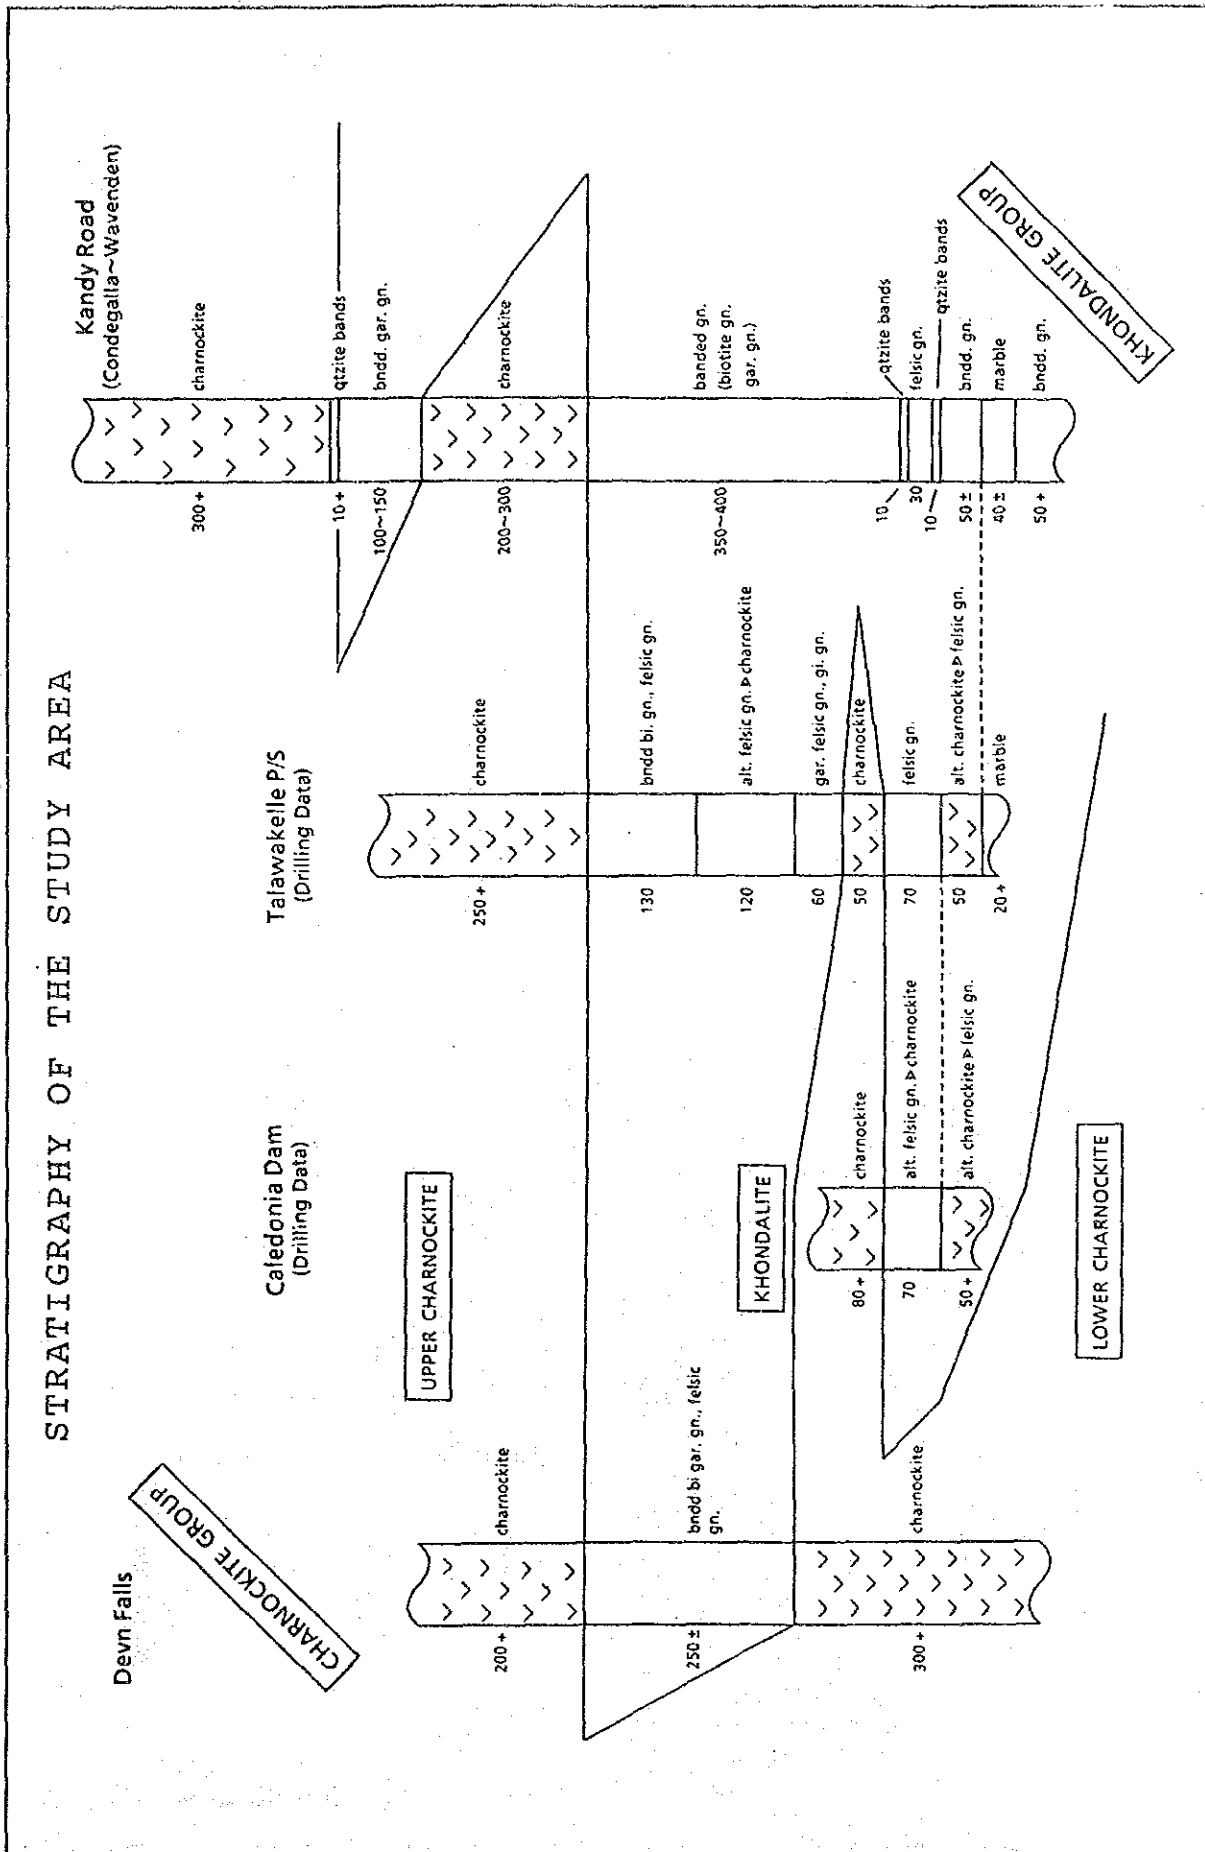 STRATIGRAPHY OF THE STUDY AREA
Devn Falls
CHARNOCKITE GROUP
200 +
charnockite
250 ±
bndd bi gar. gn., felsic
gn.
300 +
charnockite
Caledonia Dam
(Drilling Data)
UPPER CHARNOCKITE
KHONDALITE
80 +
charnockite
70
alt. felsic gn. > charnockite
50 +
alt. charnockite > felsic gn.
LOWER CHARNOCKITE
Talawakelle P/S
(Drilling Data)
250 +
charnockite
130
bndd bi. gn., felsic gn.
120
alt. felsic gn. > charnockite
60
gar. felsic gn., gi. gn.
50
charnockite
70
felsic gn.
50
alt. charnockite > felsic gn.
20 +
marble
Kandy Road
(Condegalla~Wavenden)
300 +
charnockite
10 +
qtzite bands
100~150
bndd. gar. gn.
200~300
charnockite
350~400
banded gn.
(biotite gn.
gar. gn.)
10
qtzite bands
30
felsic gn.
10
qtzite bands
50 ±
bndd. gn.
40 ±
marble
50 +
bndd. gn.
KHONDALITE GROUP